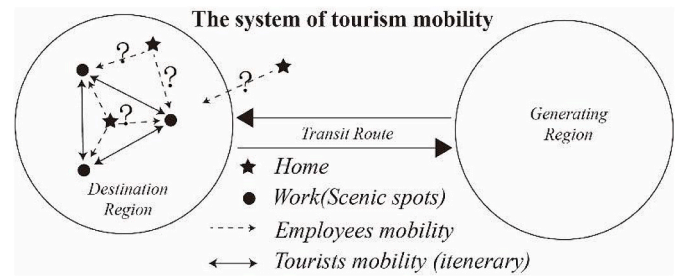 The system of tourism mobility
?
?
?
?
Generating
Region
Transit Route
Home
Work(Scenic spots)
Destination
Region
Employees mobility
Tourists mobility (itenerary)